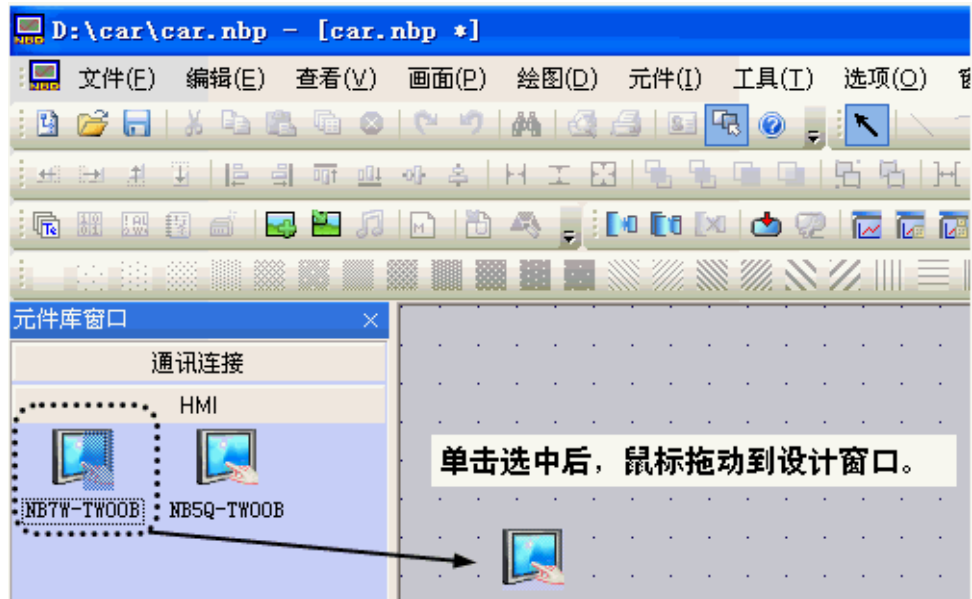 D:\car\car.nbp - [car.nbp *]
文件(F) 编辑(E) 查看(V) 画面(P) 绘图(D) 元件(I) 工具(T) 选项(O)
元件库窗口
通讯连接
HMI
单击选中后，鼠标拖动到设计窗口。
NB7W-TW00B NB5Q-TW00B